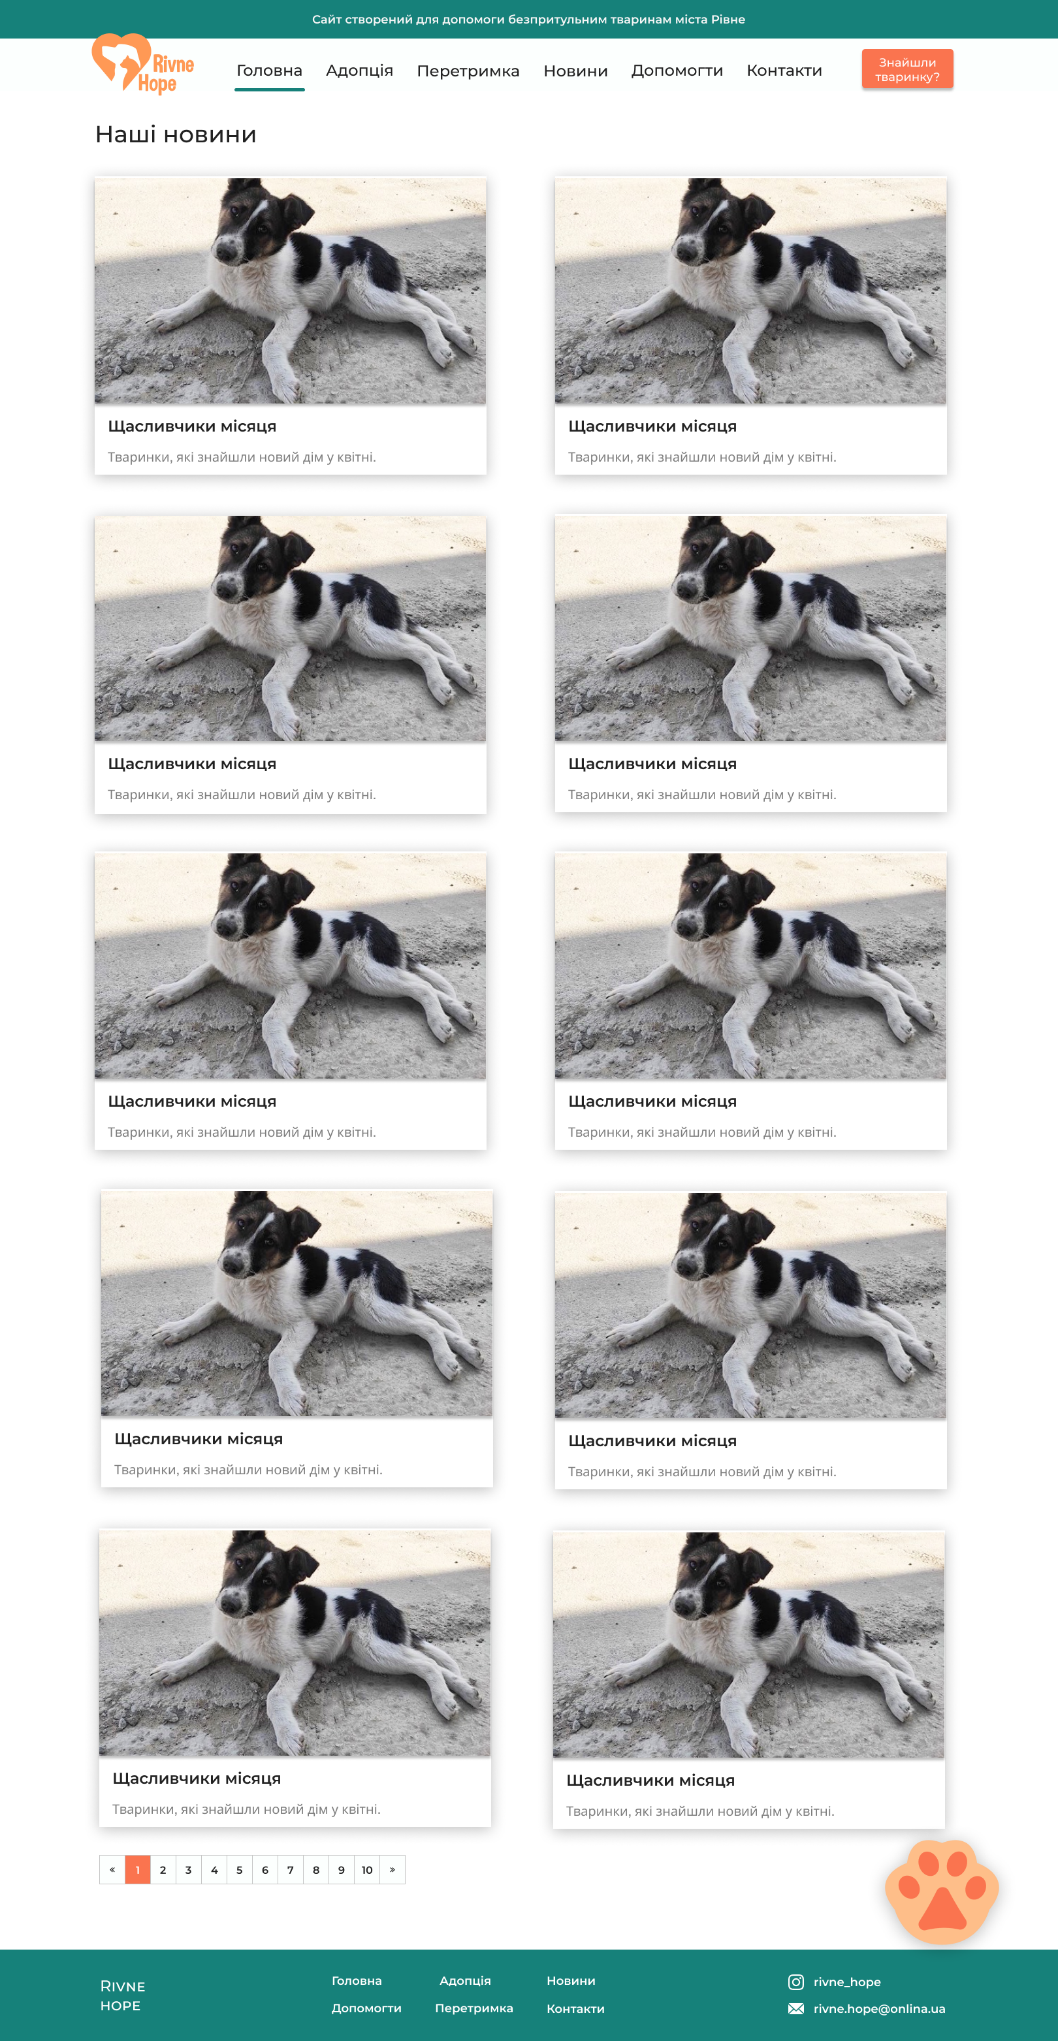 Сайт створений для допомоги безпритульним тваринам міста Рівне
Rivne
Hope
Головна Адопція Перетримка Новини Допомогти Контакти
Знайшли
тваринку?
Наші новини
Щасливчики місяця
Тваринки, які знайшли новий дім у квітні.
Щасливчики місяця
Тваринки, які знайшли новий дім у квітні.
Щасливчики місяця
Тваринки, які знайшли новий дім у квітні.
Щасливчики місяця
Тваринки, які знайшли новий дім у квітні.
Щасливчики місяця
Тваринки, які знайшли новий дім у квітні.
Щасливчики місяця
Тваринки, які знайшли новий дім у квітні.
Щасливчики місяця
Тваринки, які знайшли новий дім у квітні.
Щасливчики місяця
Тваринки, які знайшли новий дім у квітні.
Щасливчики місяця
Тваринки, які знайшли новий дім у квітні.
Щасливчики місяця
Тваринки, які знайшли новий дім у квітні.
« 1 2 3 4 5 6 7 8 9 10 »
Rivne
hope
Головна Адопція Новини
Допомогти Перетримка Контакти
rivne_hope
rivne.hope@onlina.ua